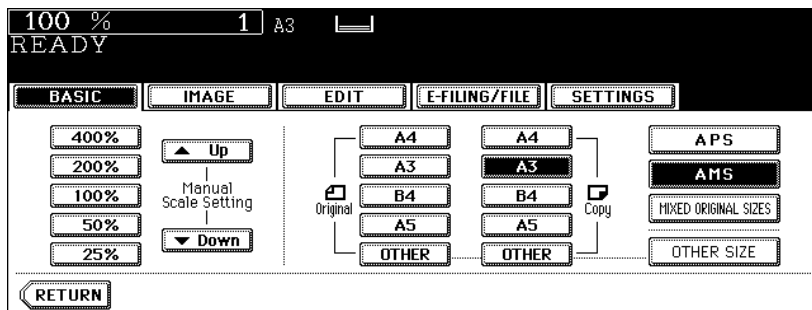 100 % 1 A3
READY
BASIC IMAGE EDIT E-FILING/FILE SETTINGS
400%
200%
100%
50%
25%
Up
Manual
Scale Setting
Down
Original
A4
A3
B4
A5
OTHER
A4
A3
B4
A5
OTHER
Copy
APS
AMS
MIXED ORIGINAL SIZES
OTHER SIZE
RETURN